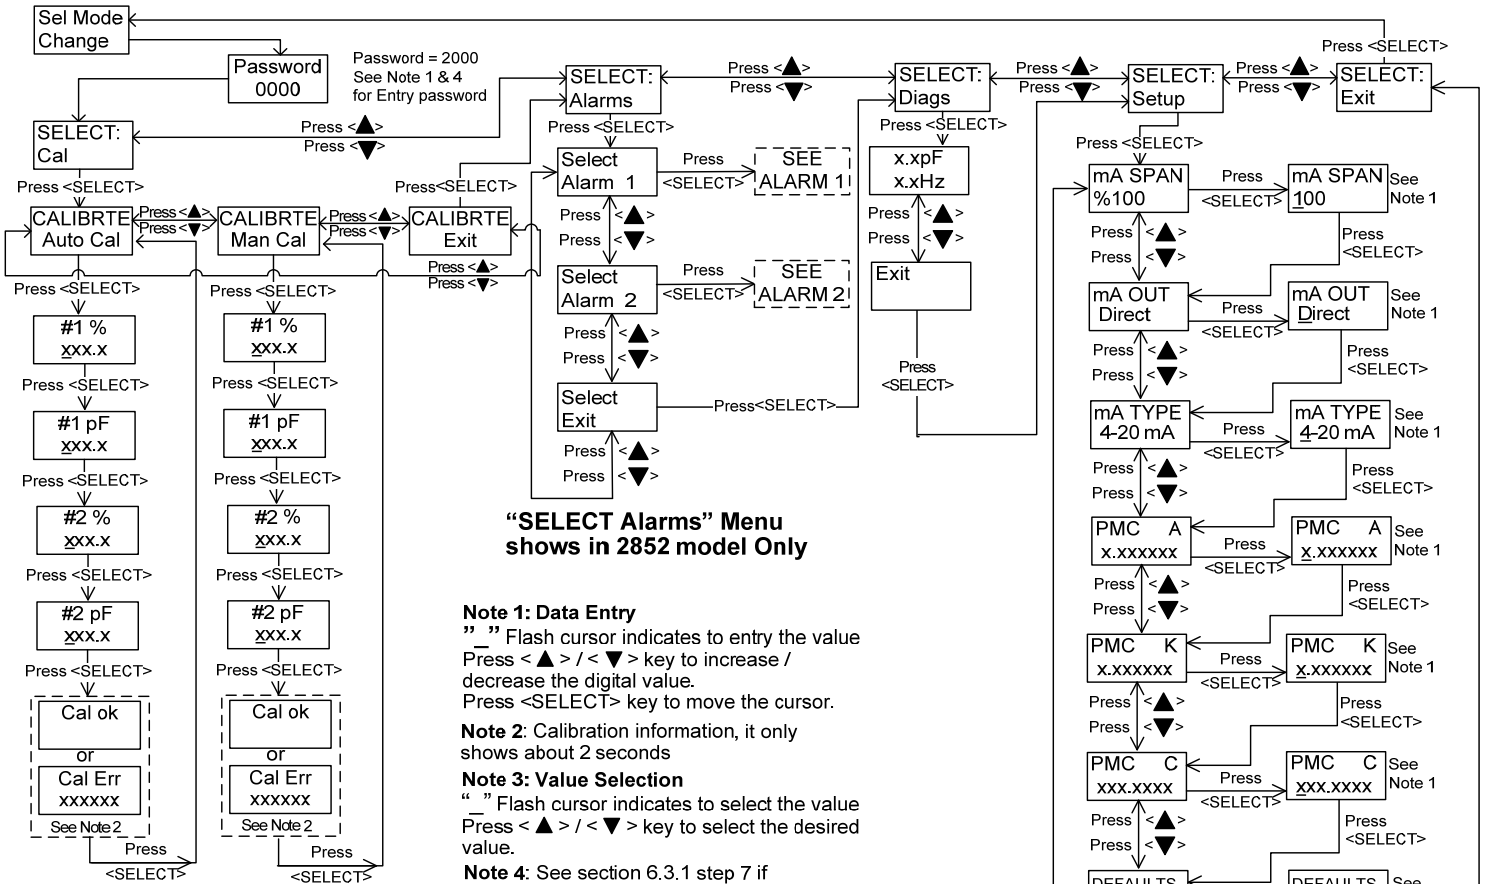 Sel Mode
Change
Password
0000
Password = 2000
See Note 1 & 4
for Entry password
SELECT:
Cal
Press <▲>
Press <▼>
SELECT:
Alarms
Press <▲>
Press <▼>
SELECT:
Diags
Press <▲>
Press <▼>
SELECT:
Setup
Press <▲>
Press <▼>
SELECT:
Exit
Press <SELECT>
Press <SELECT>
CALIBRTE
Auto Cal
Press <▲>
Press <▼>
CALIBRTE
Man Cal
Press <▲>
Press <▼>
CALIBRTE
Exit
Press <SELECT>
Press <▲>
Press <▼>
Press <SELECT>
#1 %
xxx.x
Press <SELECT>
#1 pF
xxx.x
Press <SELECT>
#2 %
xxx.x
Press <SELECT>
#2 pF
xxx.x
Press <SELECT>
Cal ok
or
Cal Err
xxxxxx
See Note 2
Press
<SELECT>
Press <SELECT>
#1 %
xxx.x
Press <SELECT>
#1 pF
xxx.x
Press <SELECT>
#2 %
xxx.x
Press <SELECT>
#2 pF
xxx.x
Press <SELECT>
Cal ok
or
Cal Err
xxxxxx
See Note 2
Press
<SELECT>
Press <SELECT>
Select
Alarm 1
Press
<SELECT>
SEE
ALARM 1
Press <▲>
Press <▼>
Select
Alarm 2
Press
<SELECT>
SEE
ALARM 2
Press <▲>
Press <▼>
Select
Exit
Press<SELECT>
Press <▲>
Press <▼>
Press <SELECT>
x.xpF
x.xHz
Press <▲>
Press <▼>
Exit
Press
<SELECT>
"SELECT Alarms" Menu
shows in 2852 model Only
Note 1: Data Entry
"_" Flash cursor indicates to entry the value
Press < ▲ > / < ▼ > key to increase /
decrease the digital value.
Press <SELECT> key to move the cursor.
Note 2: Calibration information, it only
shows about 2 seconds
Note 3: Value Selection
"_" Flash cursor indicates to select the value
Press < ▲ > / < ▼ > key to select the desired
value.
Note 4: See section 6.3.1 step 7 if
Press <SELECT>
mA SPAN
%100
Press
<SELECT>
mA SPAN
100
See
Note 1
Press <▲>
Press <▼>
Press
<SELECT>
mA OUT
Direct
Press
<SELECT>
mA OUT
Direct
See
Note 1
Press <▲>
Press <▼>
Press
<SELECT>
mA TYPE
4-20 mA
Press
<SELECT>
mA TYPE
4-20 mA
See
Note 1
Press <▲>
Press <▼>
Press
<SELECT>
PMC A
x.xxxxxx
Press
<SELECT>
PMC A
x.xxxxxx
See
Note 1
Press <▲>
Press <▼>
Press
<SELECT>
PMC K
x.xxxxxx
Press
<SELECT>
PMC K
x.xxxxxx
See
Note 1
Press <▲>
Press <▼>
Press
<SELECT>
PMC C
xxx.xxxx
Press
<SELECT>
PMC C
xxx.xxxx
See
Note 1
Press <▲>
Press <▼>
Press
<SELECT>
DEFAULTS
DEFAULTS
See